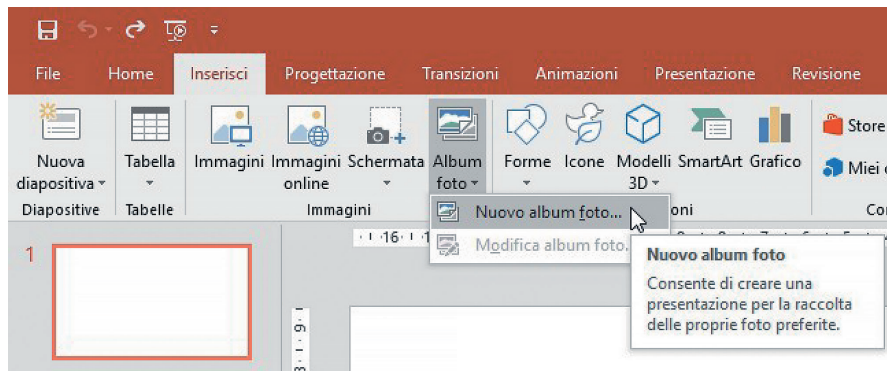 File Home Inserisci Progettazione Transizioni Animazioni Presentazione Revisione
Nuova diapositiva
Tabella
Immagini
Immagini online
Schermata
Album foto
Forme
Icone
Modelli 3D
SmartArt
Grafico
Store
Miei
Diapositive Tabelle Immagini
Nuovo album foto...
Modifica album foto.
1
16
Nuovo album foto
Consente di creare una
presentazione per la raccolta
delle proprie foto preferite.